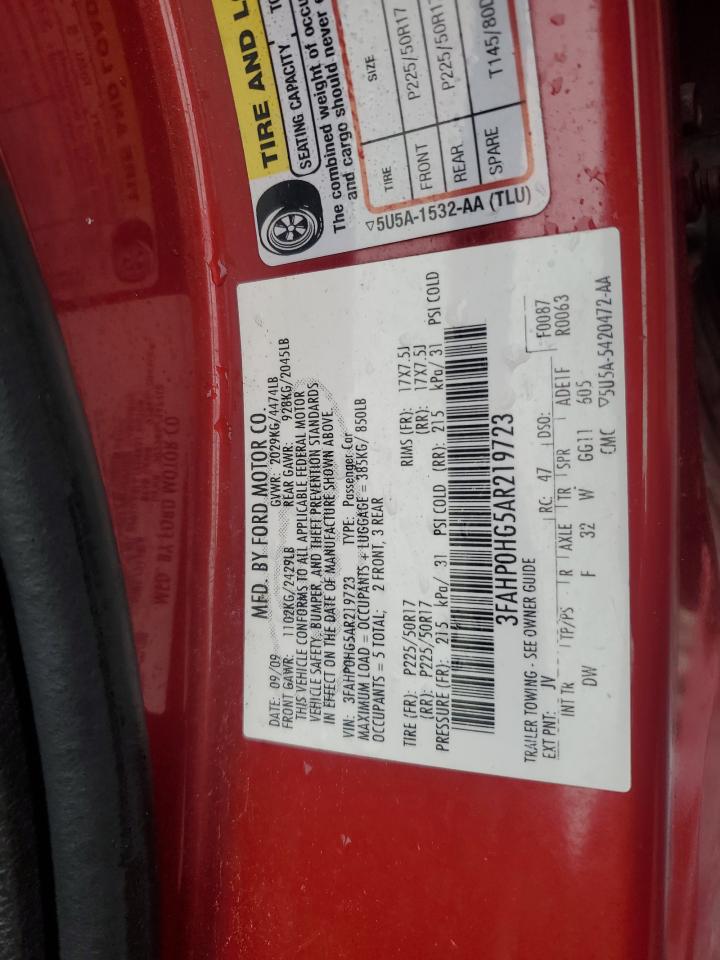 TIRE AND L
SEATING CAPACITY TO
The combined weight of occu
and cargo should never e
TIRE SIZE
FRONT P225/50R17
REAR P225/50R17
SPARE T145/80D
▽5U5A-1532-AA (TLU)
MFD. BY FORD MOTOR CO.
DATE: 09/09 GVWR: 2029KG/4474LB
FRONT GAWR: 1102KG/2429LB REAR GAWR: 928KG/2045LB
THIS VEHICLE CONFORMS TO ALL APPLICABLE FEDERAL MOTOR
VEHICLE SAFETY, BUMPER, AND THEFT PREVENTION STANDARDS
IN EFFECT ON THE DATE OF MANUFACTURE SHOWN ABOVE.
VIN: 3FAHP0HG5AR219723 TYPE: Passenger Car
MAXIMUM LOAD = OCCUPANTS + LUGGAGE = 385KG/ 850LB
OCCUPANTS = 5 TOTAL; 2 FRONT, 3 REAR
TIRE (FR): P225/50R17 RIMS (FR): 17X7.5J
(RR): P225/50R17 (RR): 17X7.5J
PRESSURE (FR): 215 kPa/ 31 PSI COLD (RR): 215 kPa/ 31 PSI COLD
3FAHP0HG5AR219723
TRAILER TOWING - SEE OWNER GUIDE F0087
EXT PNT: JV RC: 47 DSO: R0063
INT TR TP/PS R AXLE TR SPR ADEIF
DW F 32 W GG11 605
CMC ▽5U5A-5420472-AA